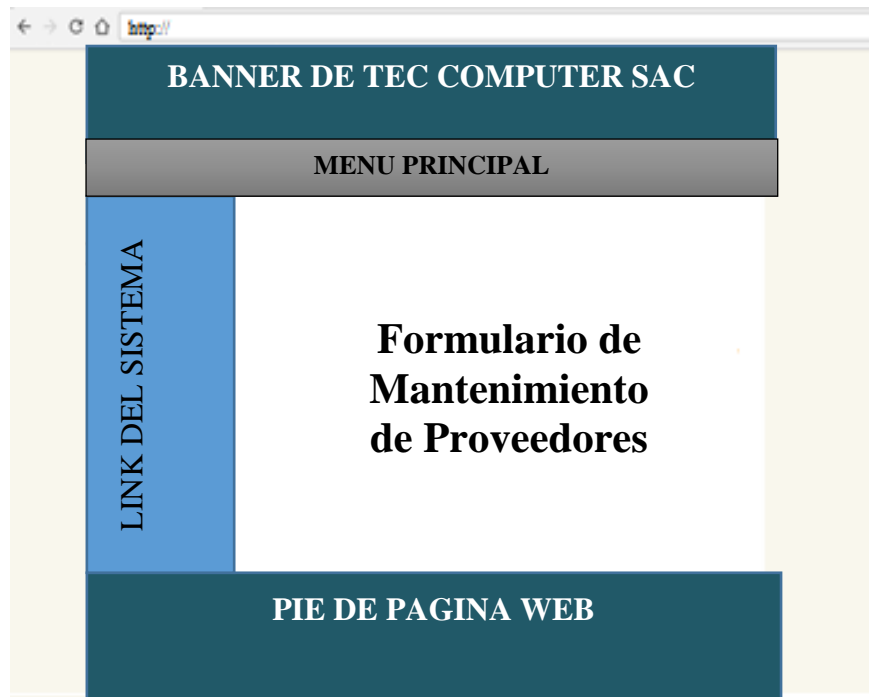 http://
BANNER DE TEC COMPUTER SAC
MENU PRINCIPAL
LINK DEL SISTEMA
Formulario de
Mantenimiento
de Proveedores
PIE DE PAGINA WEB